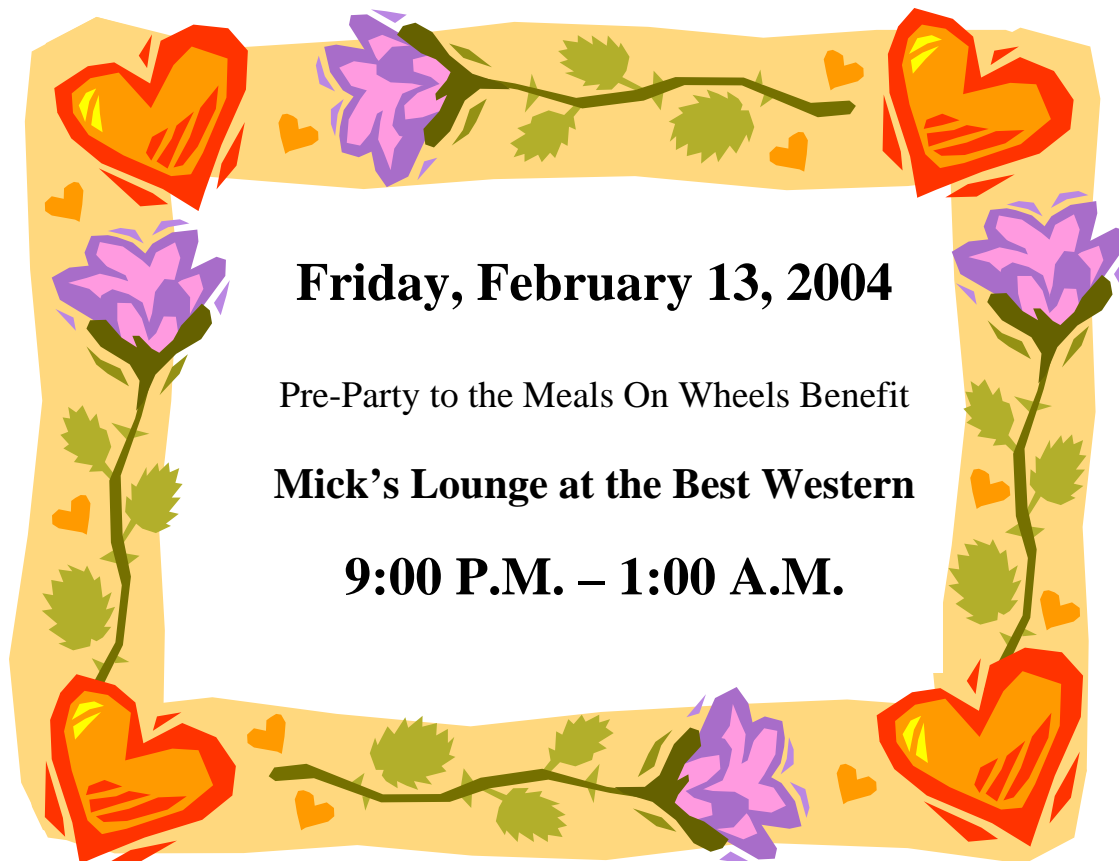 Friday, February 13, 2004
Pre-Party to the Meals On Wheels Benefit
Mick’s Lounge at the Best Western
9:00 P.M. – 1:00 A.M.